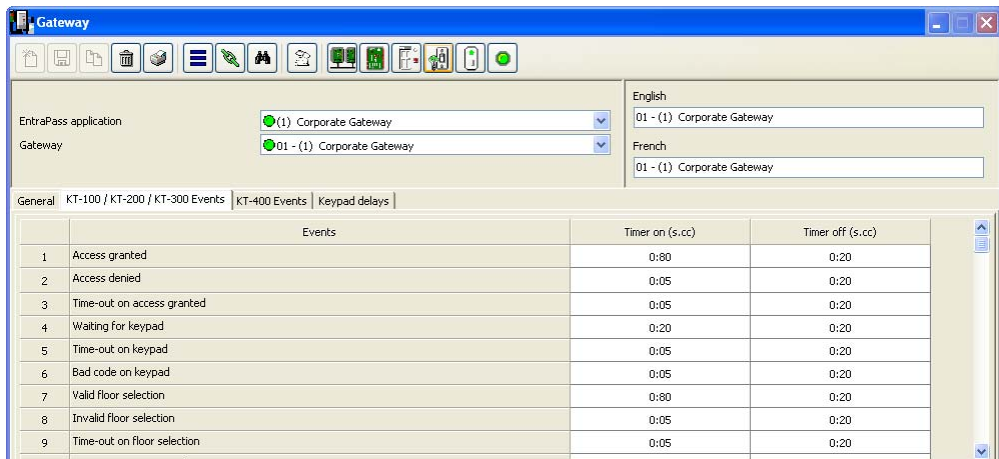 Gateway
English
EntraPass application
(1) Corporate Gateway
01 - (1) Corporate Gateway
Gateway
01 - (1) Corporate Gateway
French
01 - (1) Corporate Gateway
General KT-100 / KT-200 / KT-300 Events KT-400 Events Keypad delays
Events Timer on (s.cc) Timer off (s.cc)
1 Access granted 0:80 0:20
2 Access denied 0:05 0:20
3 Time-out on access granted 0:05 0:20
4 Waiting for keypad 0:20 0:20
5 Time-out on keypad 0:05 0:20
6 Bad code on keypad 0:05 0:20
7 Valid floor selection 0:80 0:20
8 Invalid floor selection 0:05 0:20
9 Time-out on floor selection 0:05 0:20